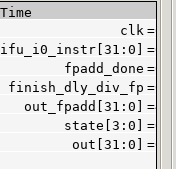 Time
clk =
ifu_i0_instr[31:0] =
fpadd_done =
finish_dly_div_fp =
out_fpadd[31:0] =
state[3:0] =
out[31:0] =